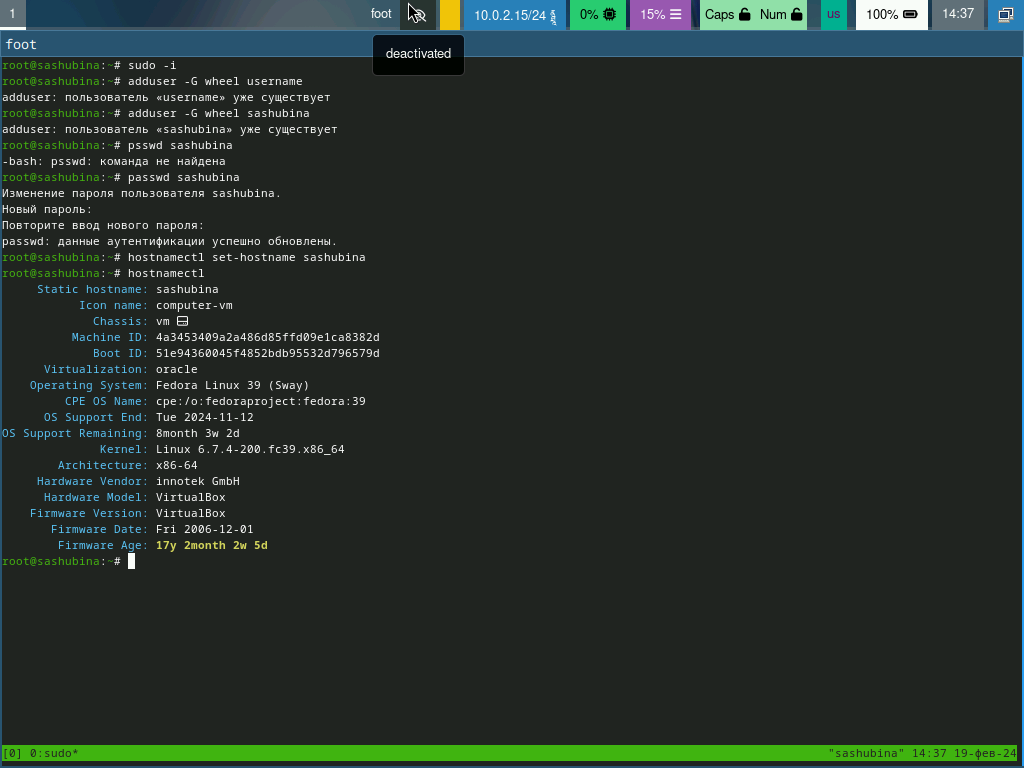 1 foot 10.0.2.15/24 0% 15% Caps Num us 100% 14:37
foot
deactivated
root@sashubina:~# sudo -i
root@sashubina:~# adduser -G wheel username
adduser: пользователь «username» уже существует
root@sashubina:~# adduser -G wheel sashubina
adduser: пользователь «sashubina» уже существует
root@sashubina:~# psswd sashubina
-bash: psswd: команда не найдена
root@sashubina:~# passwd sashubina
Изменение пароля пользователя sashubina.
Новый пароль:
Повторите ввод нового пароля:
passwd: данные аутентификации успешно обновлены.
root@sashubina:~# hostnamectl set-hostname sashubina
root@sashubina:~# hostnamectl
Static hostname: sashubina
Icon name: computer-vm
Chassis: vm
Machine ID: 4a3453409a2a486d85ffd09e1ca8382d
Boot ID: 51e94360045f4852bdb95532d796579d
Virtualization: oracle
Operating System: Fedora Linux 39 (Sway)
CPE OS Name: cpe:/o:fedoraproject:fedora:39
OS Support End: Tue 2024-11-12
OS Support Remaining: 8month 3w 2d
Kernel: Linux 6.7.4-200.fc39.x86_64
Architecture: x86-64
Hardware Vendor: innotek GmbH
Hardware Model: VirtualBox
Firmware Version: VirtualBox
Firmware Date: Fri 2006-12-01
Firmware Age: 17y 2month 2w 5d
root@sashubina:~#
[0] 0:sudo* "sashubina" 14:37 19-фев-24